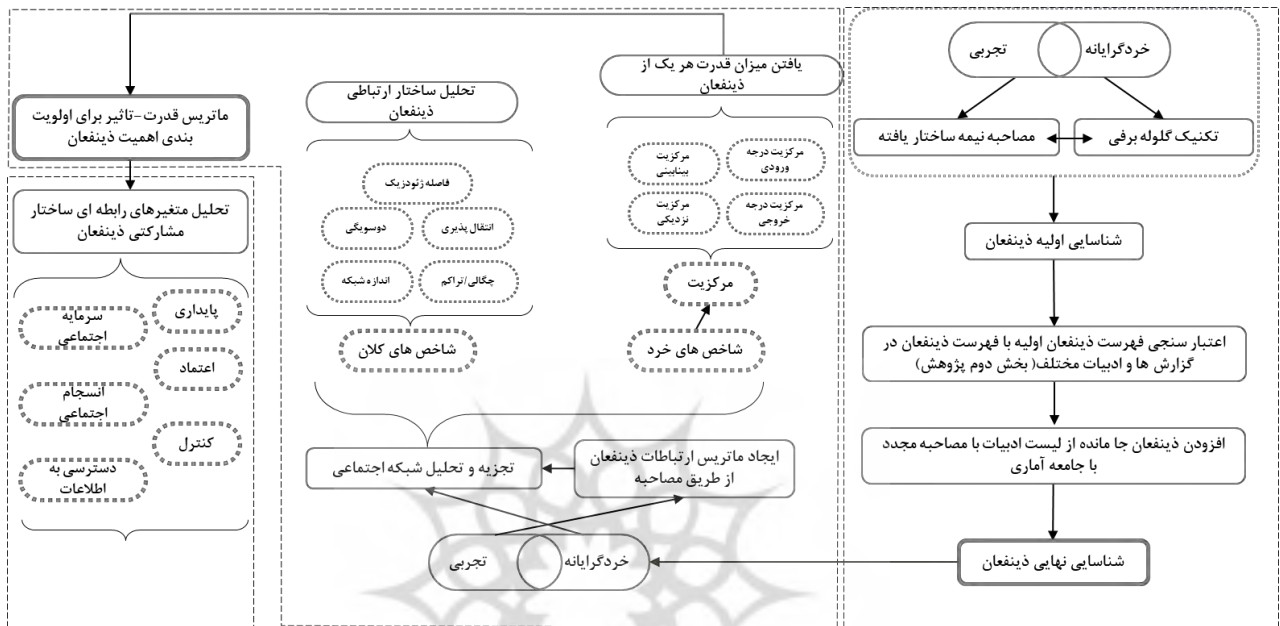 خردگرایانه
تجربی
تکنیک گلوله برفی
مصاحبه نیمه ساختار یافته
شناسایی اولیه ذینفعان
اعتبار سنجی فهرست ذینفعان اولیه با فهرست ذینفعان در
گزارش ها و ادبیات مختلف( بخش دوم پژوهش)
افزودن ذینفعان جا مانده از لیست ادبیات با مصاحبه مجدد
با جامعه آماری
شناسایی نهایی ذینفعان
خردگرایانه
تجربی
ایجاد ماتریس ارتباطات ذینفعان
از طریق مصاحبه
تجزیه و تحلیل شبکه اجتماعی
شاخص های خرد
مرکزیت
مرکزیت درجه
ورودی
مرکزیت
بینابینی
مرکزیت درجه
خروجی
مرکزیت
نزدیکی
یافتن میزان قدرت هر یک از
ذینفعان
شاخص های کلان
تحلیل ساختار ارتباطی
ذینفعان
فاصله ژئودزیک
انتقال پذیری
دوسویگی
چگالی/تراکم
اندازه شبکه
ماتریس قدرت-تاثیر برای اولویت
بندی اهمیت ذینفعان
تحلیل متغیرهای رابطه ای ساختار
مشارکتی ذینفعان
پایداری
سرمایه
اجتماعی
اعتماد
انسجام
اجتماعی
کنترل
دسترسی به
اطلاعات